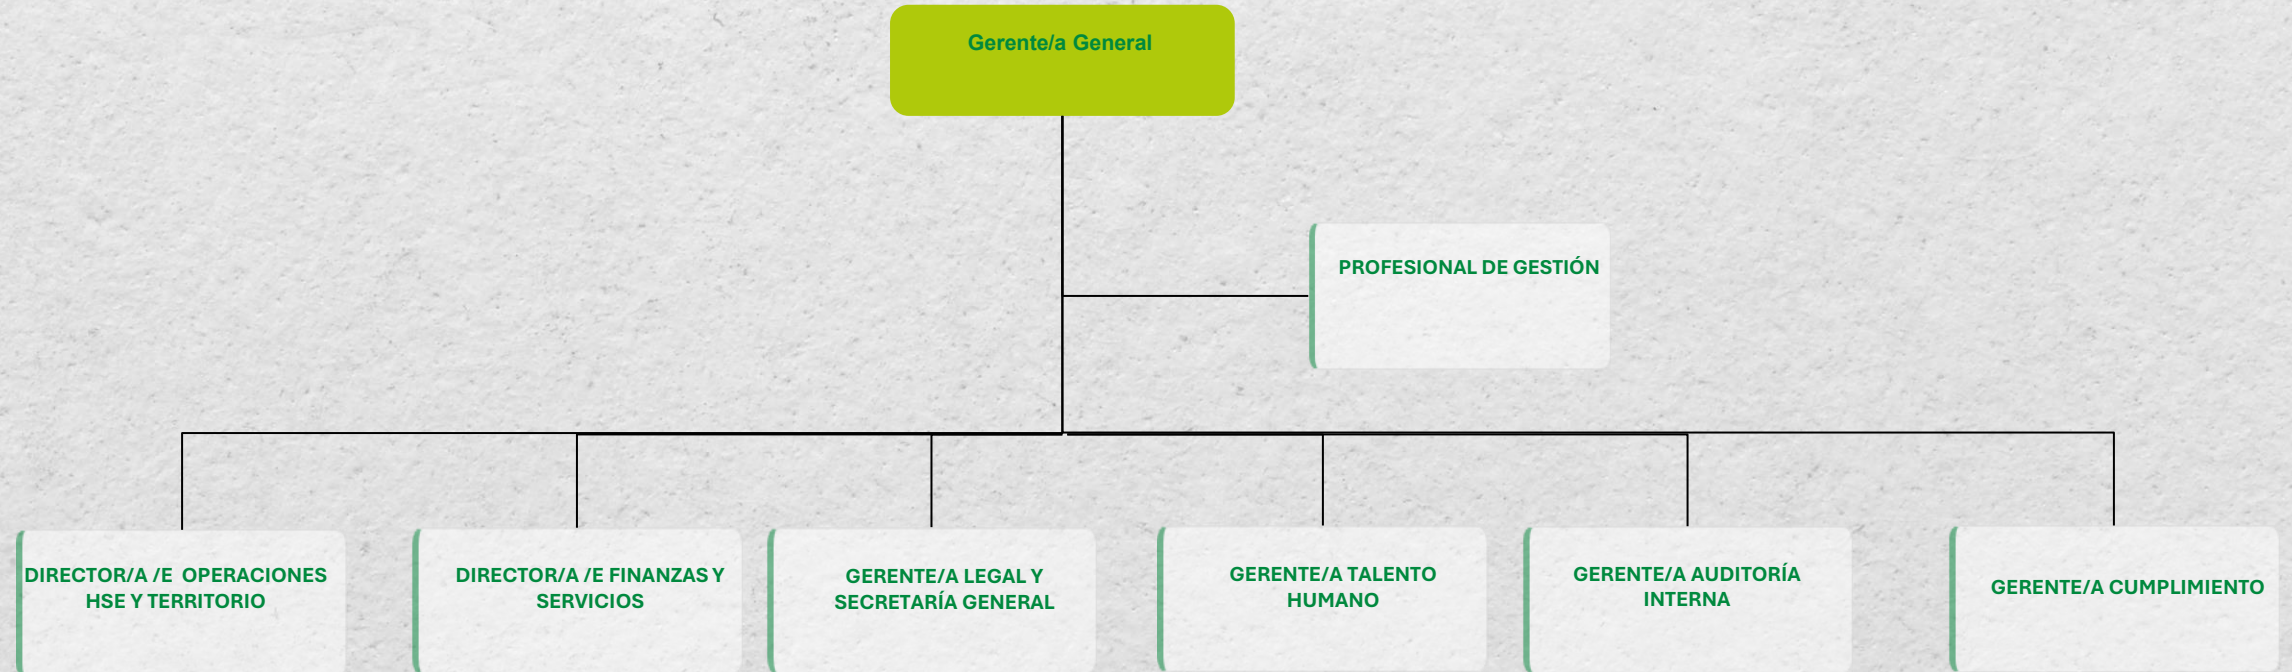 Gerente/a General
PROFESIONAL DE GESTIÓN
DIRECTOR/A /E OPERACIONES
HSE Y TERRITORIO
DIRECTOR/A /E FINANZAS Y
SERVICIOS
GERENTE/A LEGAL Y
SECRETARÍA GENERAL
GERENTE/A TALENTO
HUMANO
GERENTE/A AUDITORÍA
INTERNA
GERENTE/A CUMPLIMIENTO